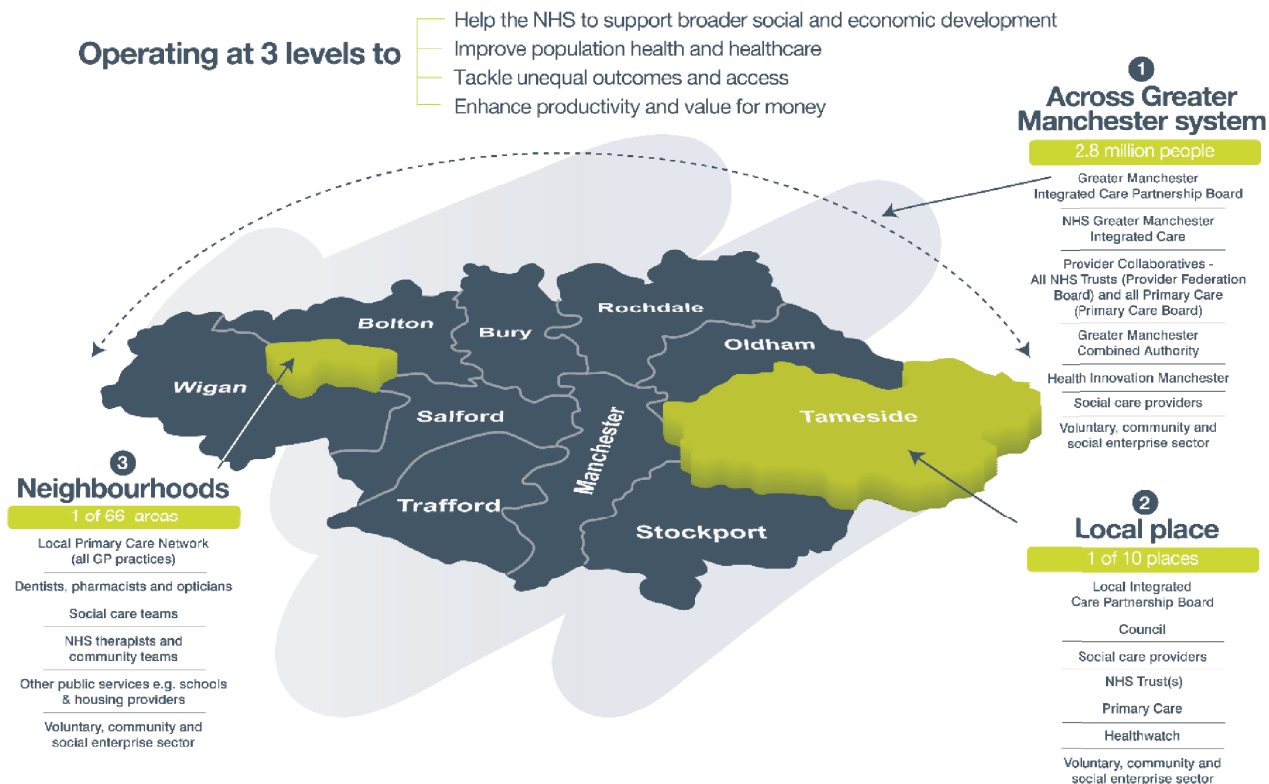 Operating at 3 levels to
Help the NHS to support broader social and economic development
Improve population health and healthcare
Tackle unequal outcomes and access
Enhance productivity and value for money
1
Across Greater
Manchester system
2.8 million people
Greater Manchester
Integrated Care Partnership Board
NHS Greater Manchester
Integrated Care
Provider Collaboratives -
All NHS Trusts (Provider Federation
Board) and all Primary Care
(Primary Care Board)
Greater Manchester
Combined Authority
Health Innovation Manchester
Social care providers
Voluntary, community and
social enterprise sector
Wigan
Bolton
Bury
Rochdale
Oldham
Salford
Manchester
Tameside
Trafford
Stockport
3
Neighbourhoods
1 of 66 areas
Local Primary Care Network
(all GP practices)
Dentists, pharmacists and opticians
Social care teams
NHS therapists and
community teams
Other public services e.g. schools
& housing providers
Voluntary, community and
social enterprise sector
2
Local place
1 of 10 places
Local Integrated
Care Partnership Board
Council
Social care providers
NHS Trust(s)
Primary Care
Healthwatch
Voluntary, community and
social enterprise sector